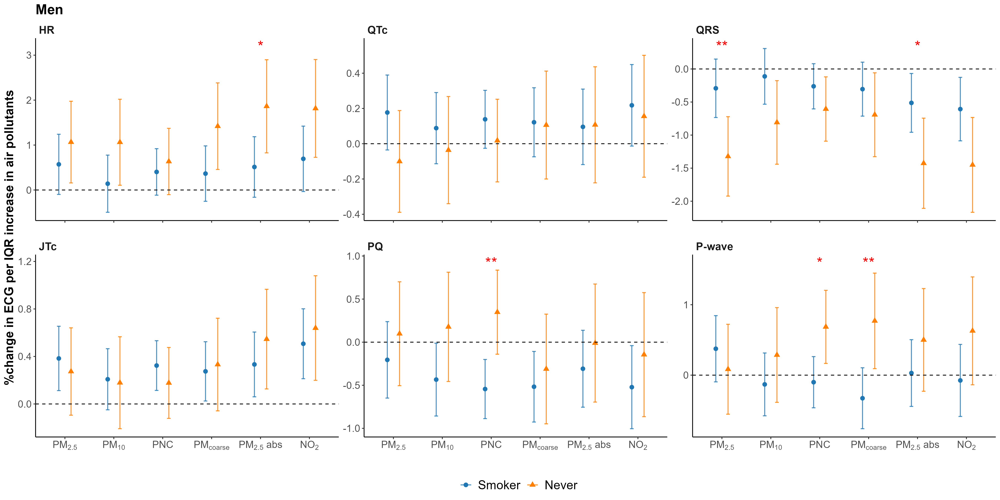 Men
%change in ECG per IQR increase in air pollutants
HR
*
3
2
1
0
QTc
0.4
0.2
0.0
-0.2
-0.4
QRS
** *
0.0
-0.5
-1.0
-1.5
-2.0
JTc
1.2
0.8
0.4
0.0
PM2.5 PM10 PNC PMcoarse PM2.5 abs NO2
PQ
**
1.0
0.5
0.0
-0.5
-1.0
PM2.5 PM10 PNC PMcoarse PM2.5 abs NO2
P-wave
* **
1
0
PM2.5 PM10 PNC PMcoarse PM2.5 abs NO2
Smoker Never